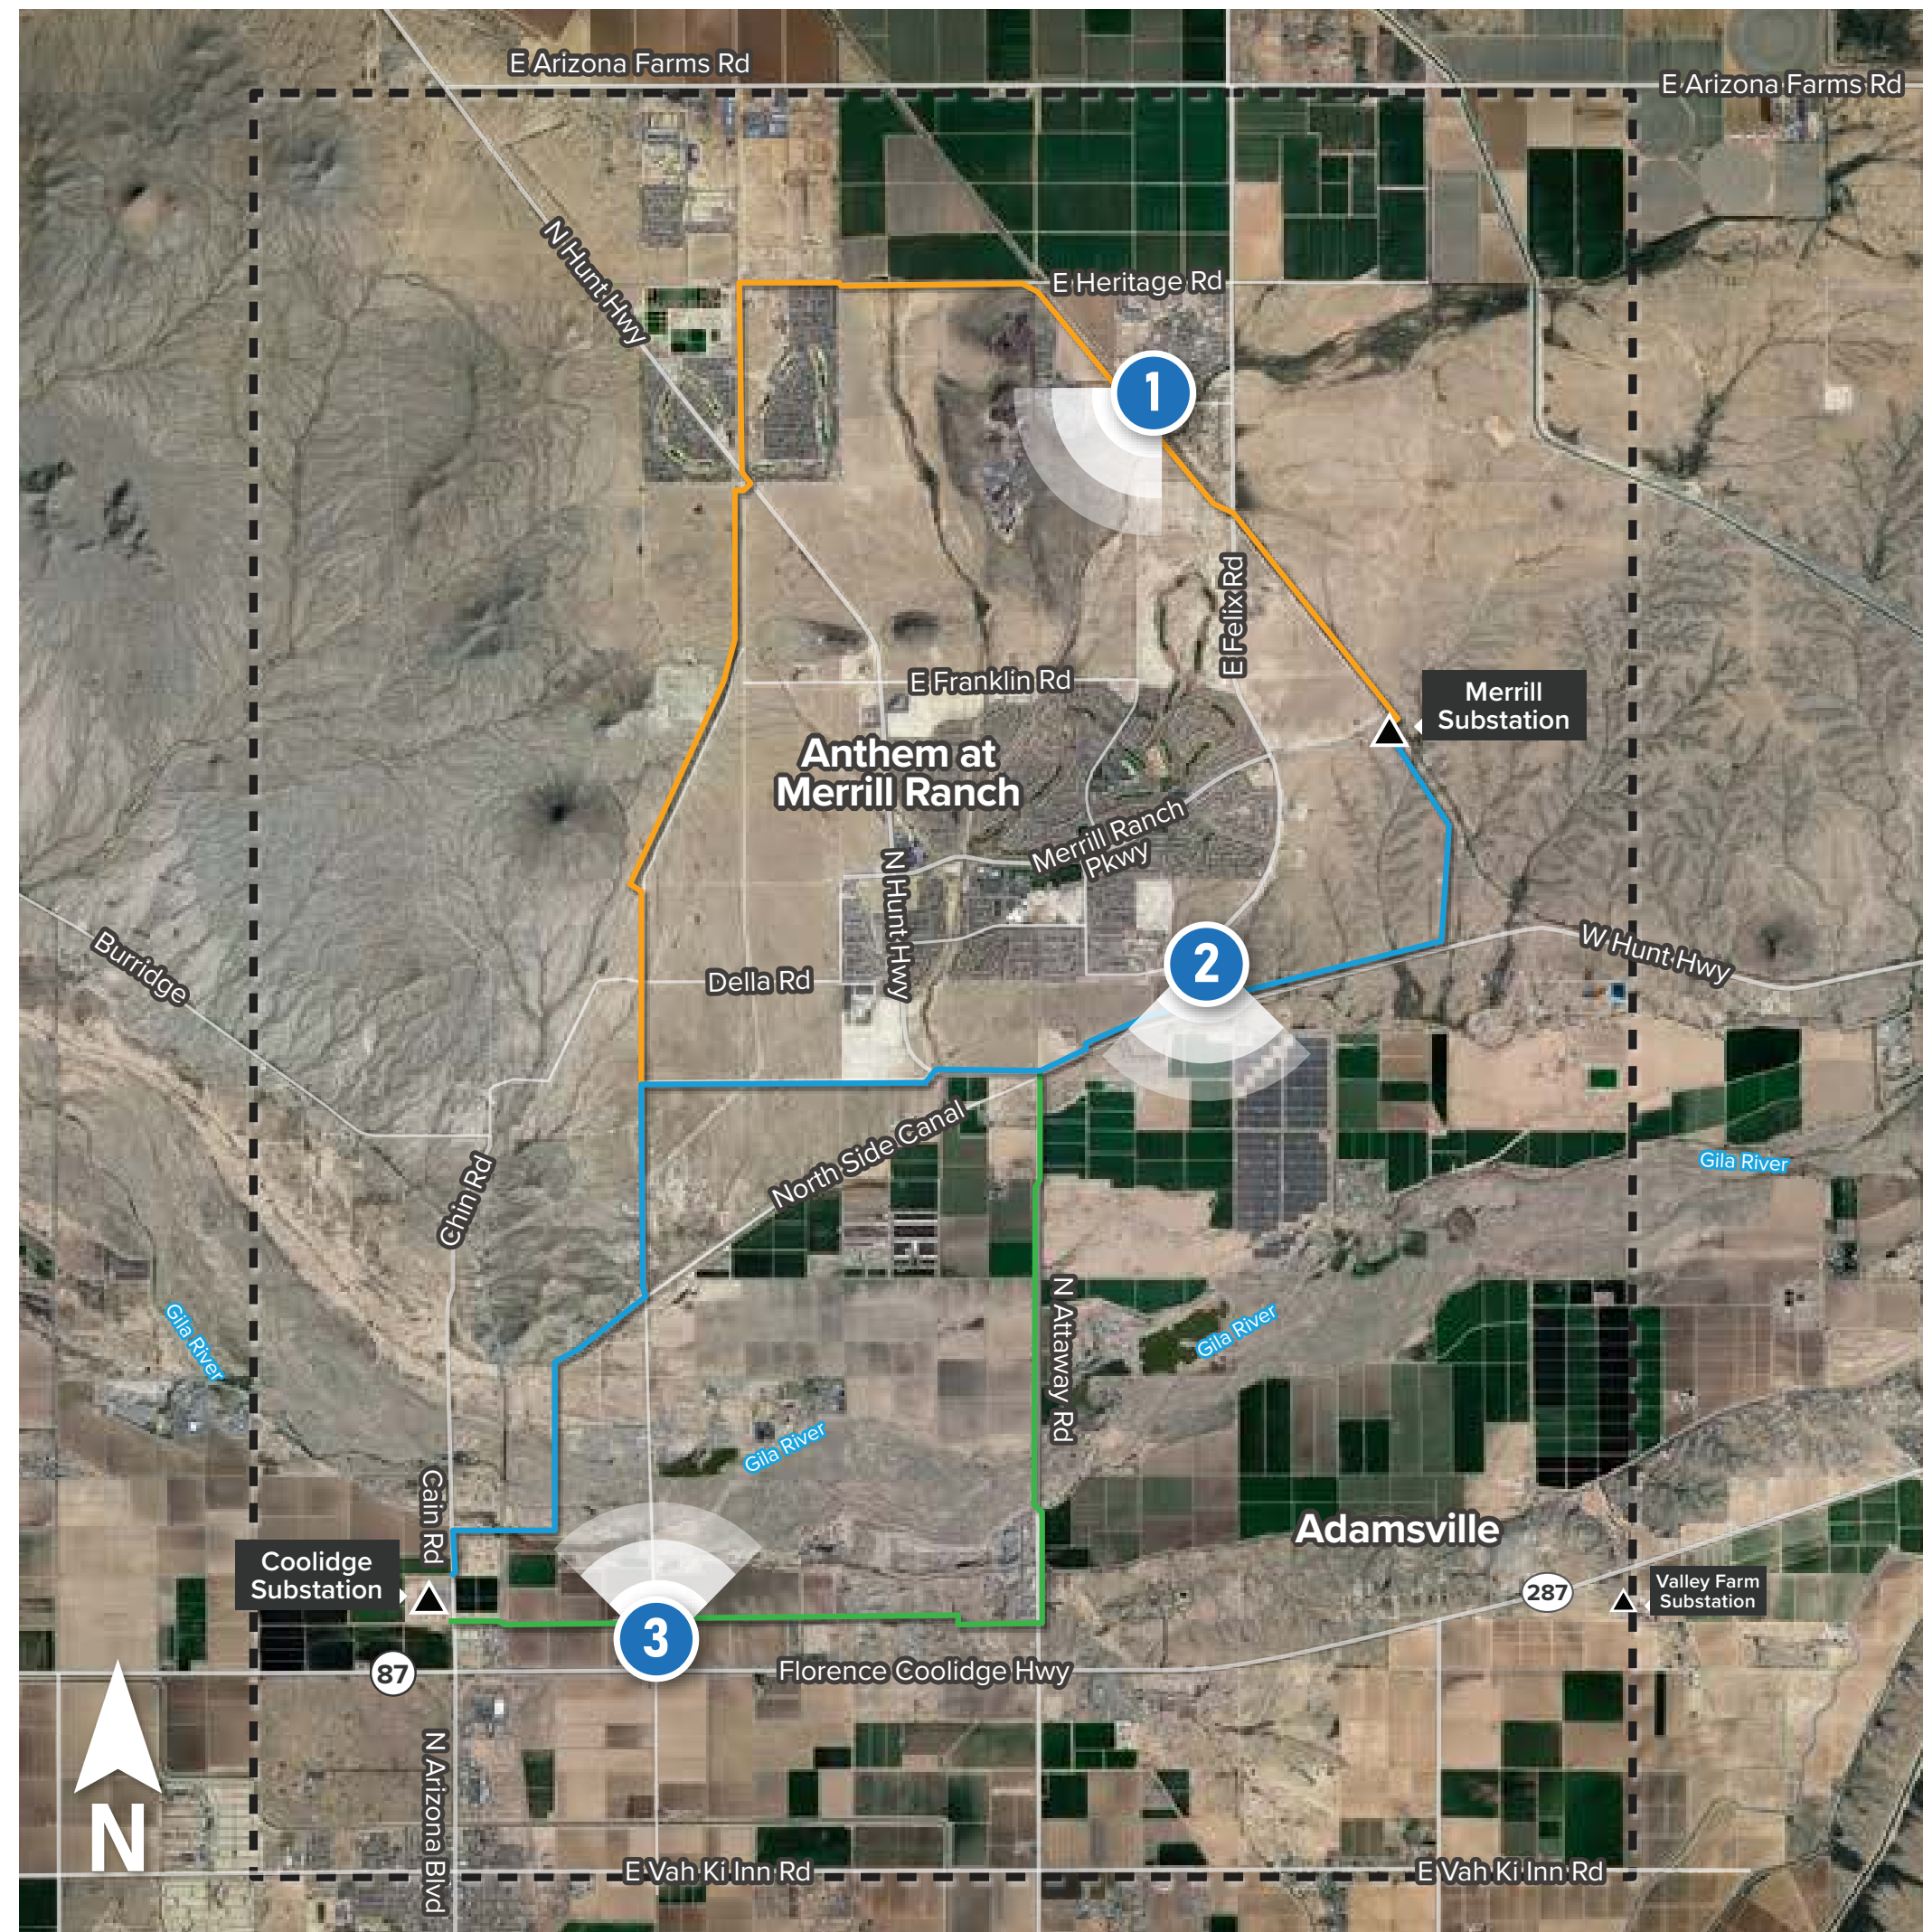 E Arizona Farms Rd
E Arizona Farms Rd
N Hunt Hwy
E Heritage Rd
1
E Felix Rd
E Franklin Rd
Merrill
Substation
Anthem at
Merrill Ranch
Merrill Ranch
Pkwy
N Hunt Hwy
Burridge
Della Rd
2
W Hunt Hwy
North Side Canal
Chin Rd
Gila River
Gila River
N Attaway Rd
Gila River
Gila River
Cain Rd
Adamsville
Coolidge
Substation
287
Valley Farm
Substation
3
87
Florence Coolidge Hwy
N Arizona Blvd
N
E Vah Ki Inn Rd
E Vah Ki Inn Rd